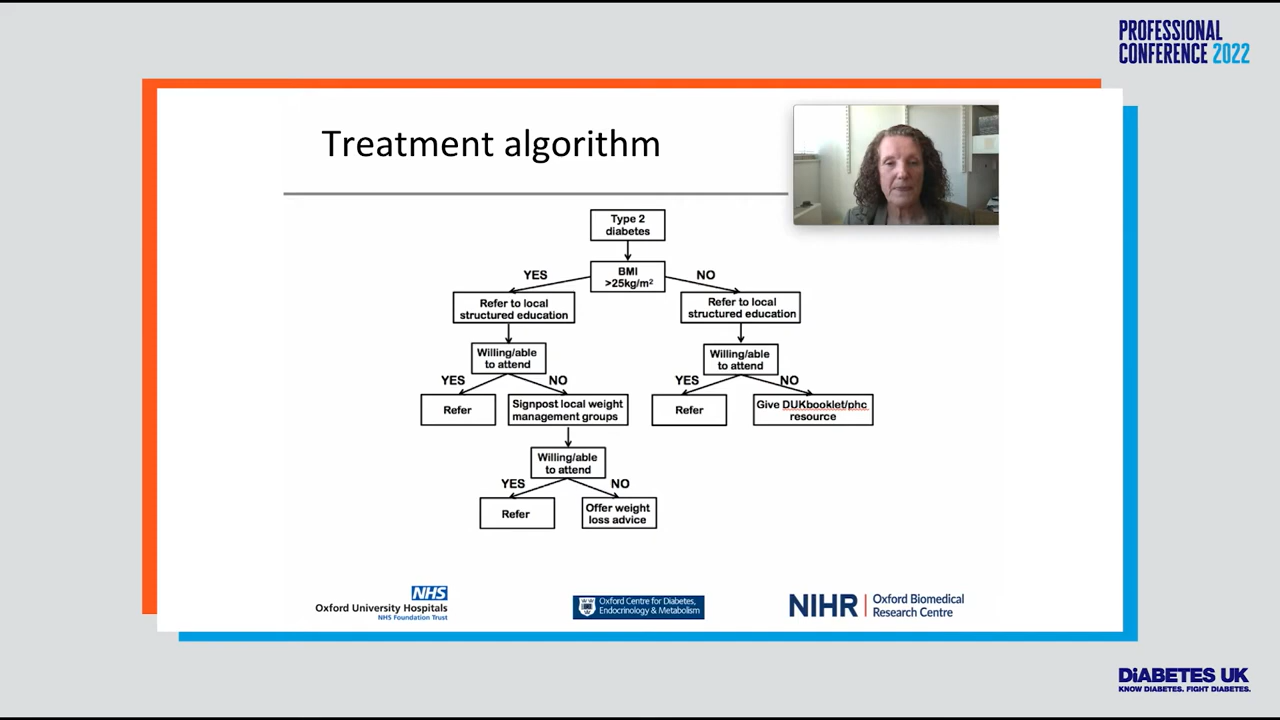 PROFESSIONAL
CONFERENCE 2022
Treatment algorithm
Type 2
diabetes
BMI
>25kg/m²
YES
NO
Refer to local
structured education
Refer to local
structured education
Willing/able
to attend
Willing/able
to attend
YES
NO
YES
NO
Refer
Signpost local weight
management groups
Refer
Give DUKbooklet/phc
resource
Willing/able
to attend
YES
NO
Refer
Offer weight
loss advice
NHS
Oxford University Hospitals
NHS Foundation Trust
Oxford Centre for Diabetes,
Endocrinology & Metabolism
NIHR
Oxford Biomedical
Research Centre
DiABETES UK
KNOW DIABETES. FIGHT DIABETES.